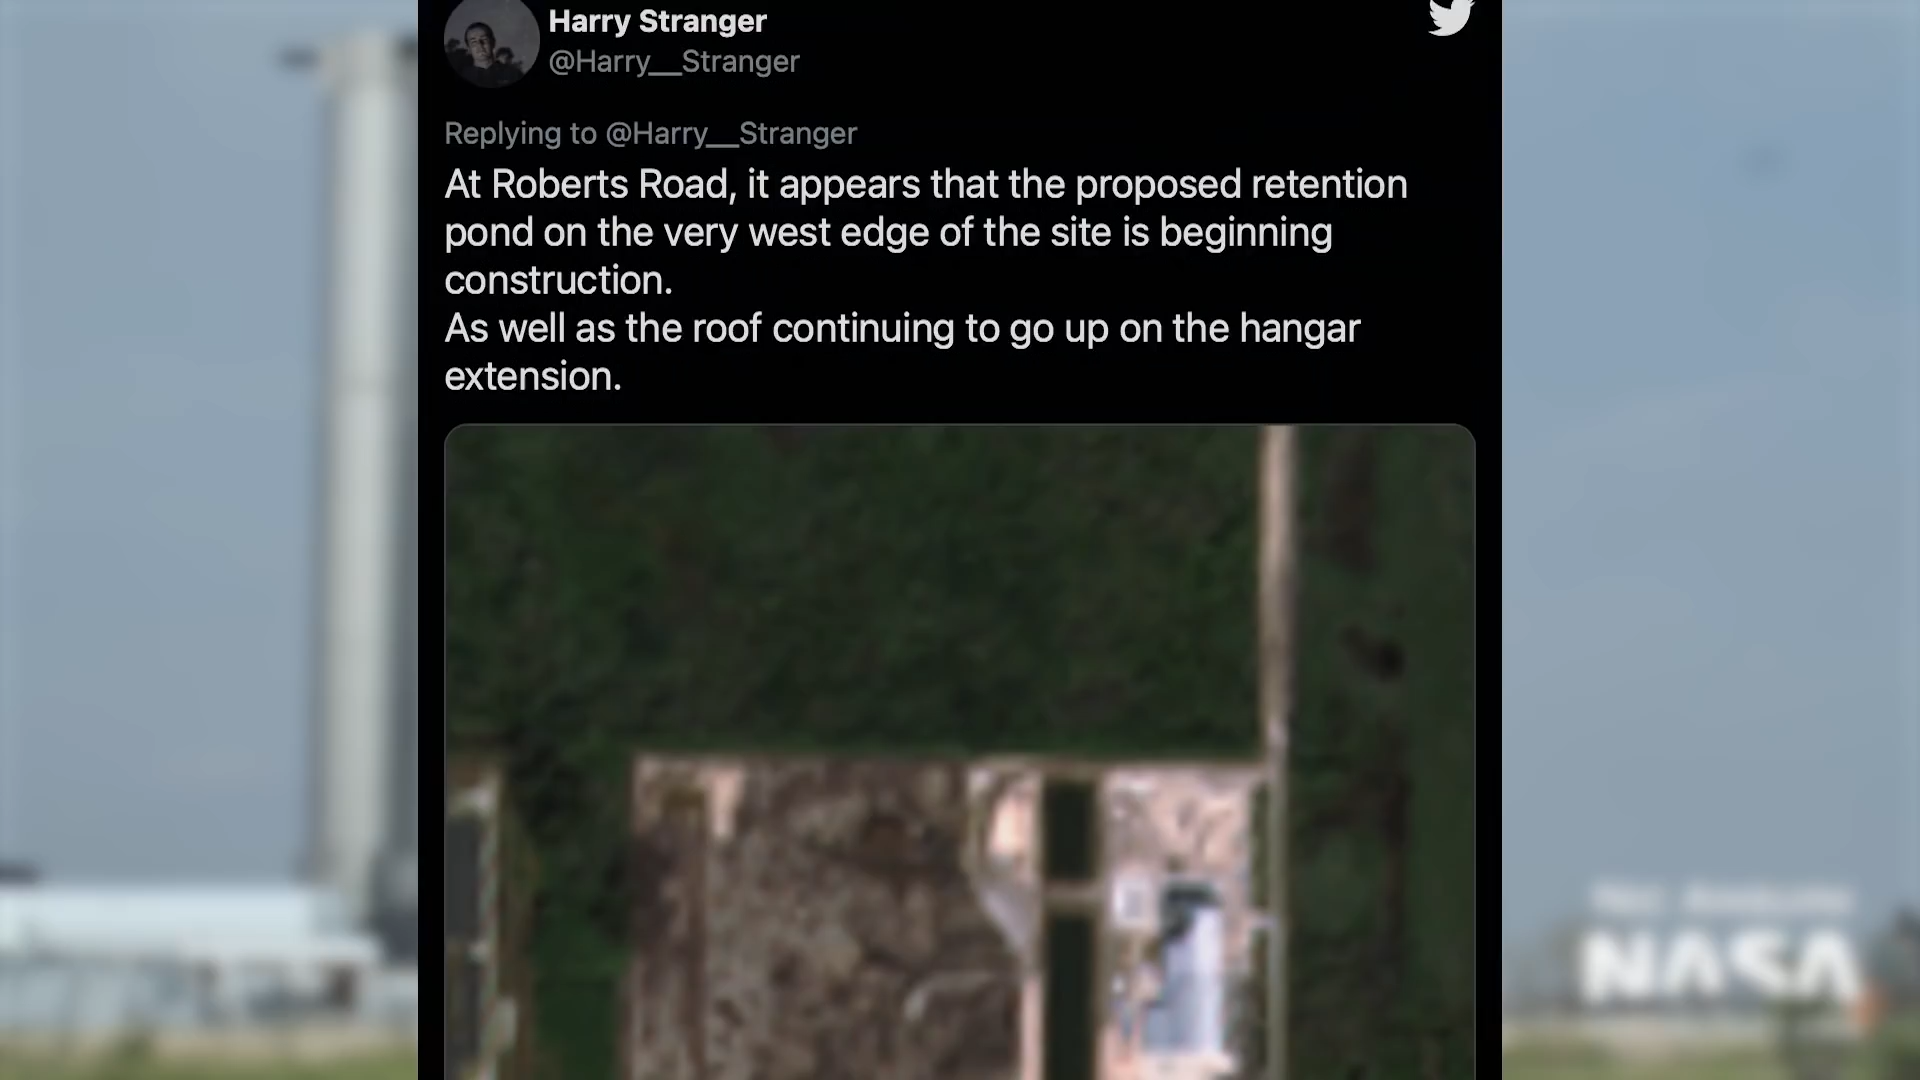 Harry Stranger
@Harry__Stranger
Replying to @Harry__Stranger
At Roberts Road, it appears that the proposed retention
pond on the very west edge of the site is beginning
construction.
As well as the roof continuing to go up on the hangar
extension.
NASA